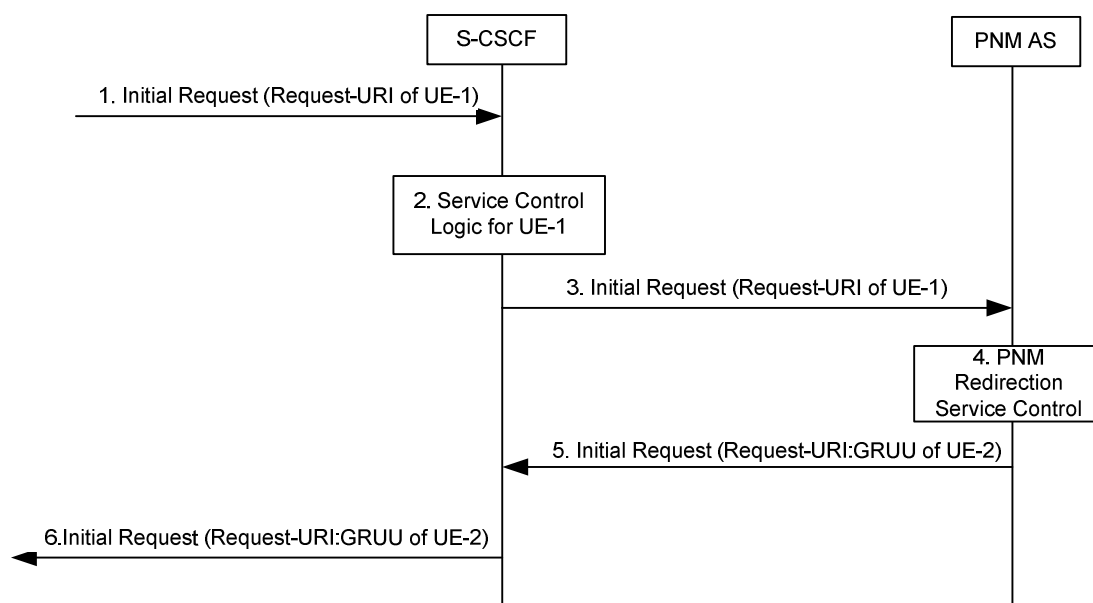 S-CSCF
PNM AS
1. Initial Request (Request-URI of UE-1)
2. Service Control
Logic for UE-1
3. Initial Request (Request-URI of UE-1)
4. PNM
Redirection
Service Control
5. Initial Request (Request-URI:GRUU of UE-2)
6.Initial Request (Request-URI:GRUU of UE-2)